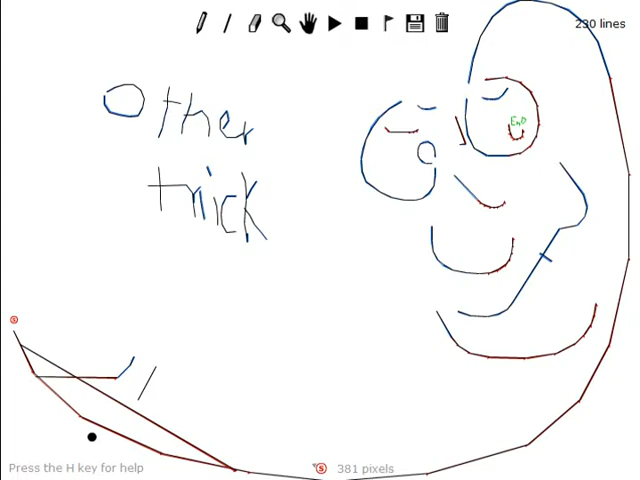 230 lines
Other
trick
End
S
S 381 pixels
Press the H key for help